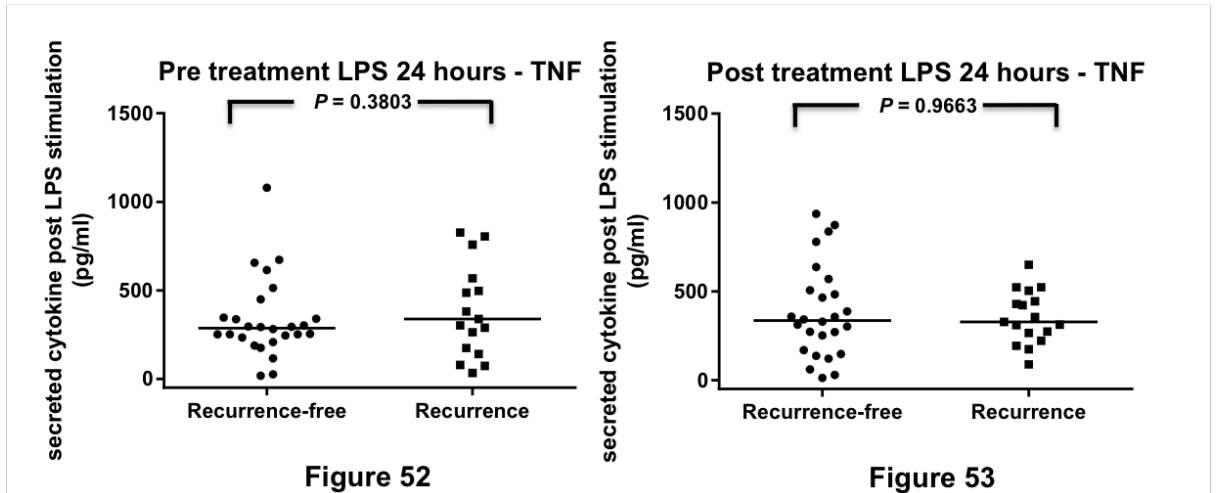 secreted cytokine post LPS stimulation
(pg/ml)
Pre treatment LPS 24 hours - TNF
P = 0.3803
1500
1000
500
0
Recurrence-free
Recurrence
Figure 52
secreted cytokine post LPS stimulation
(pg/ml)
Post treatment LPS 24 hours - TNF
P = 0.9663
1500
1000
500
0
Recurrence-free
Recurrence
Figure 53